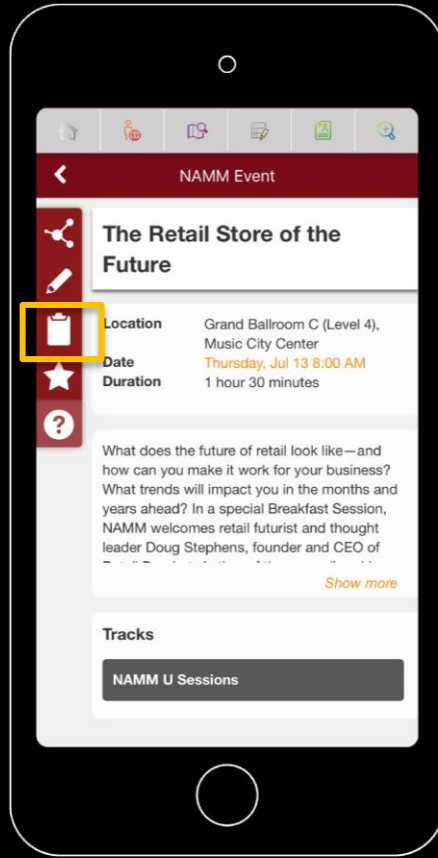 NAMM Event
The Retail Store of the
Future
Location Grand Ballroom C (Level 4),
Music City Center
Date Thursday, Jul 13 8:00 AM
Duration 1 hour 30 minutes
?
What does the future of retail look like—and
how can you make it work for your business?
What trends will impact you in the months and
years ahead? In a special Breakfast Session,
NAMM welcomes retail futurist and thought
leader Doug Stephens, founder and CEO of
Show more
Tracks
NAMM U Sessions